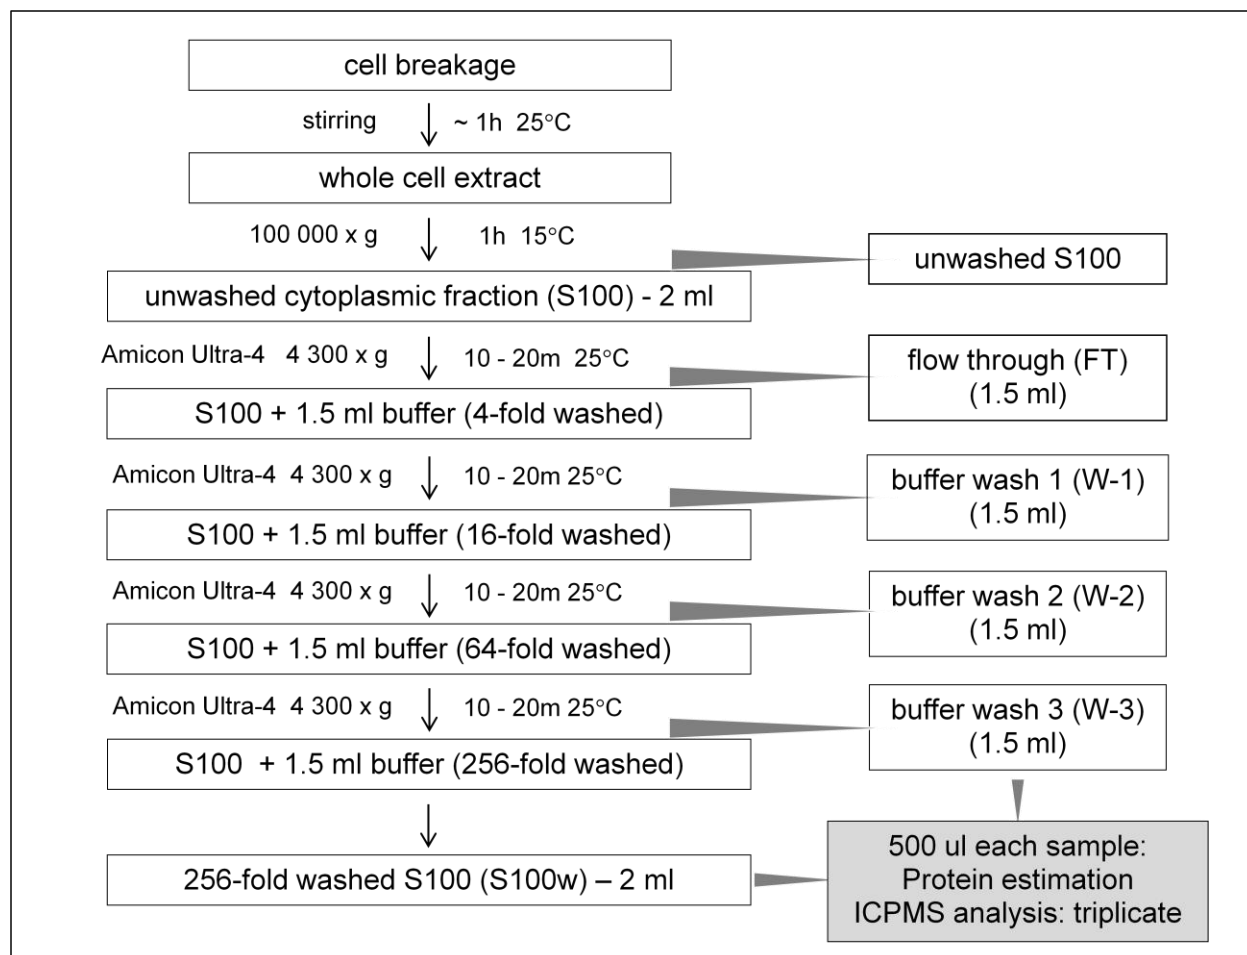 cell breakage
stirring ~ 1h 25°C
whole cell extract
100 000 x g 1h 15°C
unwashed S100
unwashed cytoplasmic fraction (S100) - 2 ml
Amicon Ultra-4 4 300 x g 10 - 20m 25°C
flow through (FT)
(1.5 ml)
S100 + 1.5 ml buffer (4-fold washed)
Amicon Ultra-4 4 300 x g 10 - 20m 25°C
buffer wash 1 (W-1)
(1.5 ml)
S100 + 1.5 ml buffer (16-fold washed)
Amicon Ultra-4 4 300 x g 10 - 20m 25°C
buffer wash 2 (W-2)
(1.5 ml)
S100 + 1.5 ml buffer (64-fold washed)
Amicon Ultra-4 4 300 x g 10 - 20m 25°C
buffer wash 3 (W-3)
(1.5 ml)
S100 + 1.5 ml buffer (256-fold washed)
256-fold washed S100 (S100w) – 2 ml
500 ul each sample:
Protein estimation
ICPMS analysis: triplicate